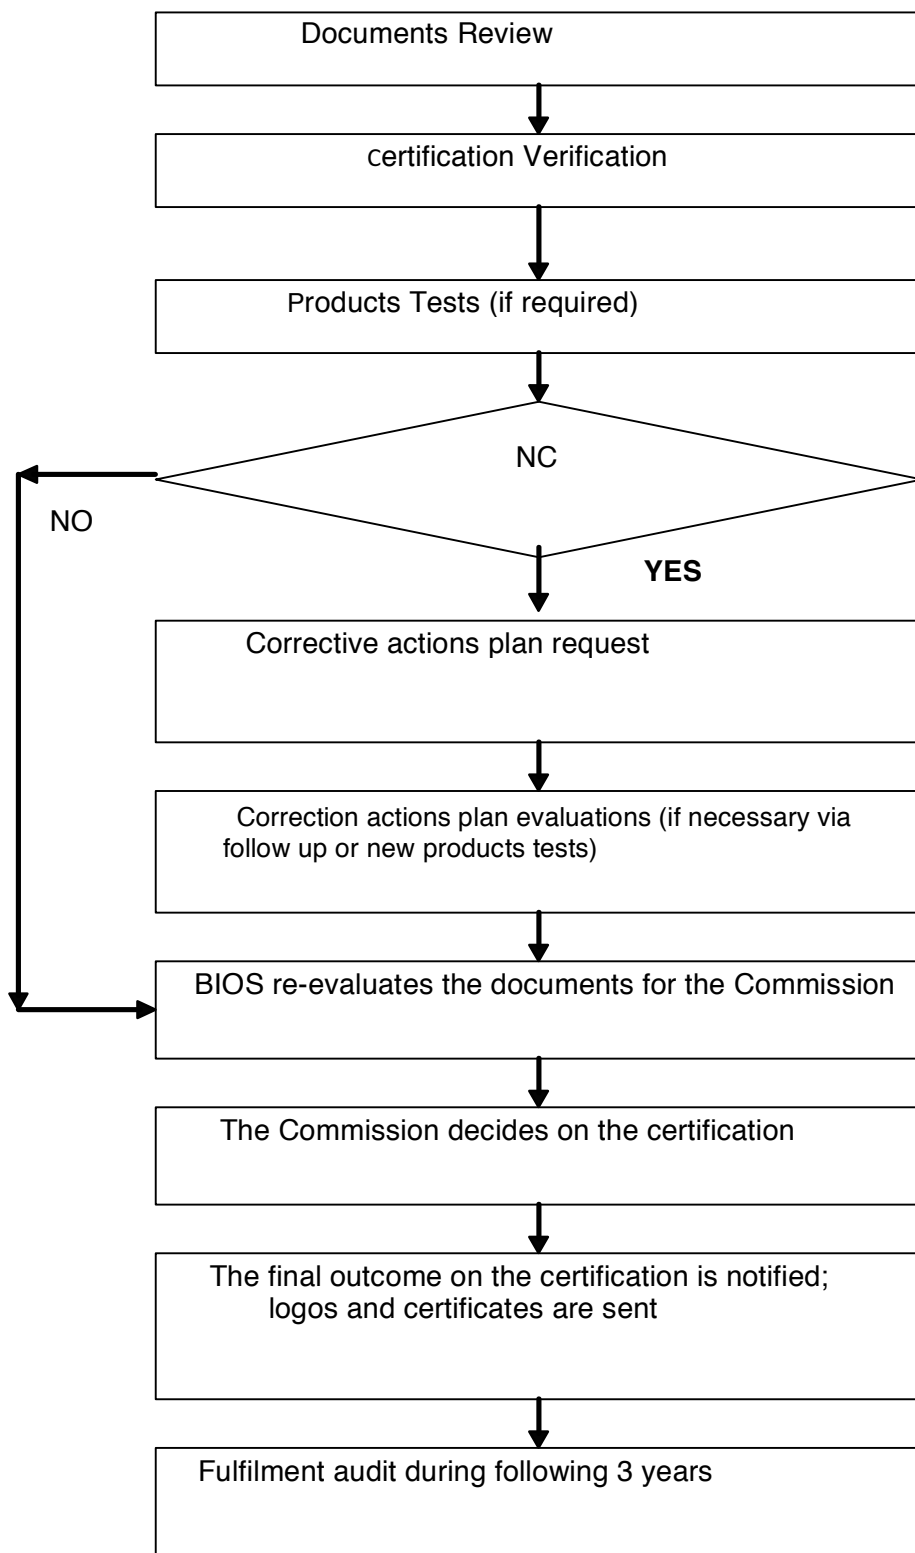 Documents Review
Certification Verification
Products Tests (if required)
NC
NO
YES
Corrective actions plan request
Correction actions plan evaluations (if necessary via
follow up or new products tests)
BIOS re-evaluates the documents for the Commission
The Commission decides on the certification
The final outcome on the certification is notified;
logos and certificates are sent
Fulfilment audit during following 3 years